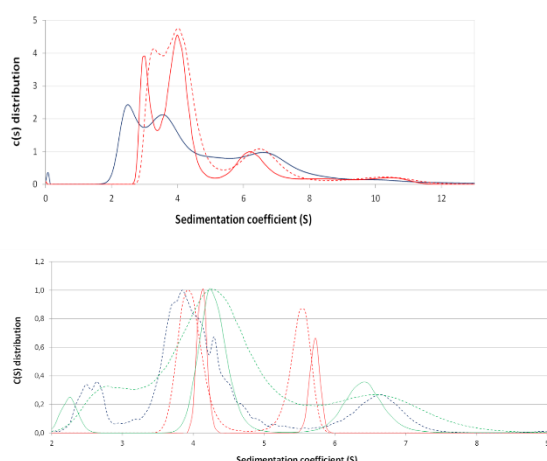 c(s) distribution
5
4
3
2
1
0
0 2 4 6 8 10 12
Sedimentation coefficient (S)
C(S) distribution
1,2
1,0
0,8
0,6
0,4
0,2
0,0
2 3 4 5 6 7 8 9
Sedimentation coefficient (S)